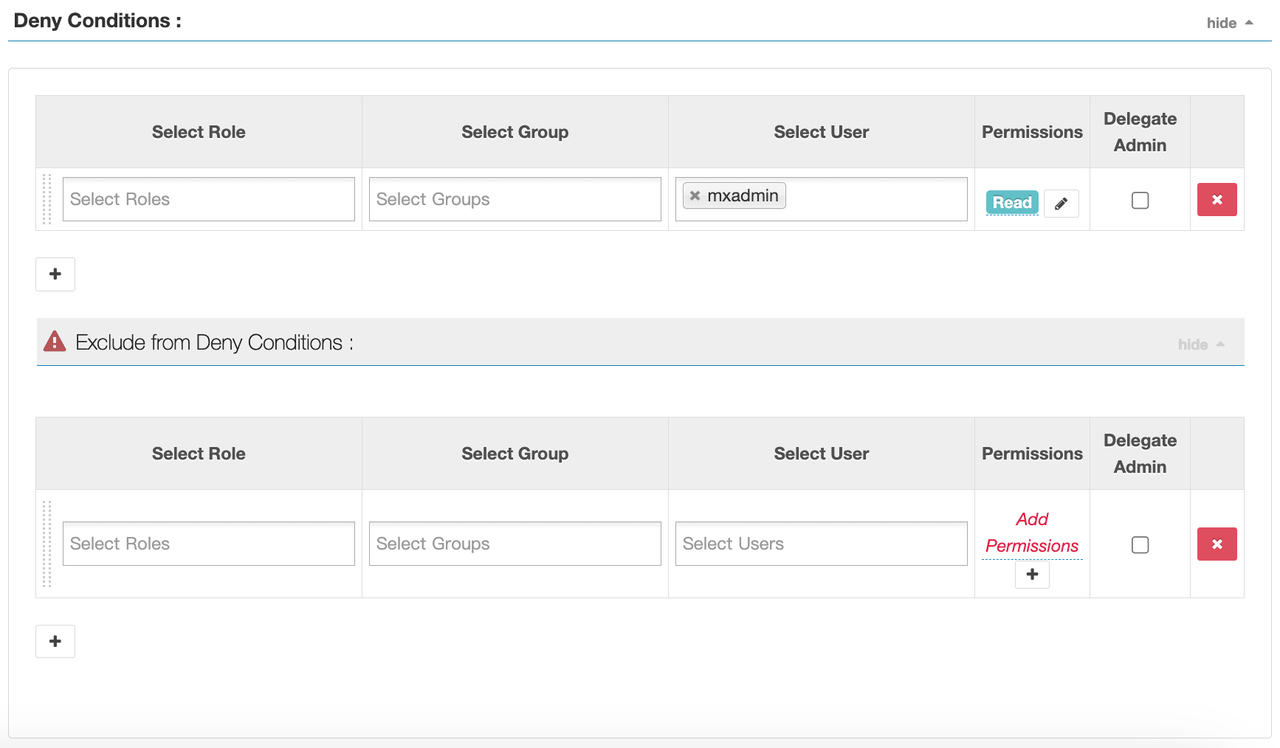 Deny Conditions :
hide
Select Role
Select Group
Select User
Permissions
Delegate
Admin
Select Roles
Select Groups
mxadmin
Read
Exclude from Deny Conditions :
hide
Select Role
Select Group
Select User
Permissions
Delegate
Admin
Select Roles
Select Groups
Select Users
Add
Permissions